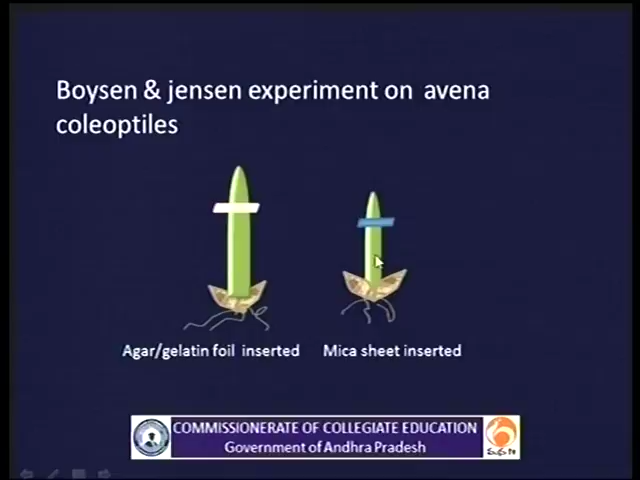 Boysen & jensen experiment on avena
coleoptiles
Agar/gelatin foil inserted
Mica sheet inserted
COMMISSIONERATE OF COLLEGIATE EDUCATION
Government of Andhra Pradesh